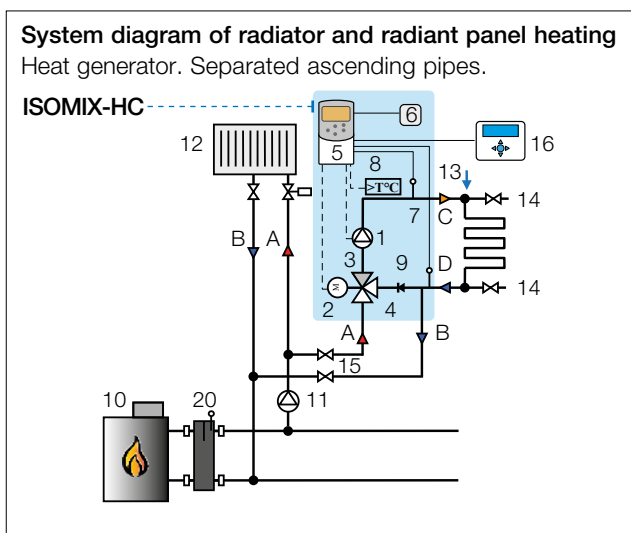 System diagram of radiator and radiant panel heating
Heat generator. Separated ascending pipes.
ISOMIX-HC
12
6
16
5
8
13
>T°C
14
7
C
B
A
1
3
9
D
M
2
4
14
A
B
15
10
20
11